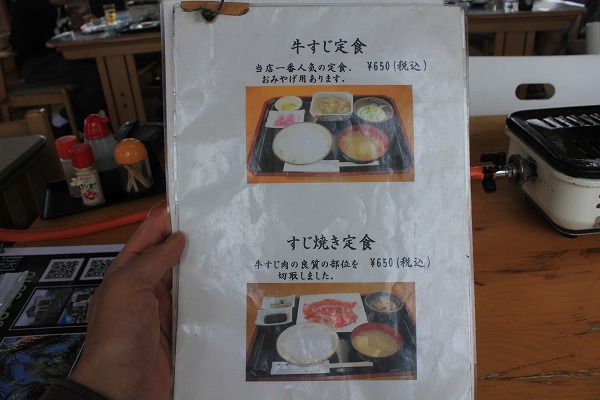 牛すじ定食
当店一番人気の定食、 ¥650(税込)
おみやげ用あります。
すじ焼き定食
牛すじ肉の良質の部位を ¥650(税込)
切取しました。